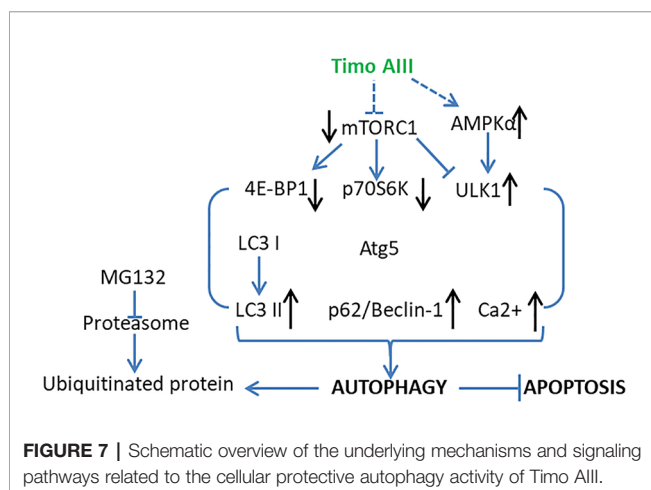 Timo AIII
mTORC1 AMPKα
4E-BP1 p70S6K ULK1
LC3 I Atg5
MG132
LC3 II p62/Beclin-1 Ca2+
Proteasome
Ubiquitinated protein AUTOPHAGY APOPTOSIS
FIGURE 7 | Schematic overview of the underlying mechanisms and signaling
pathways related to the cellular protective autophagy activity of Timo AIII.